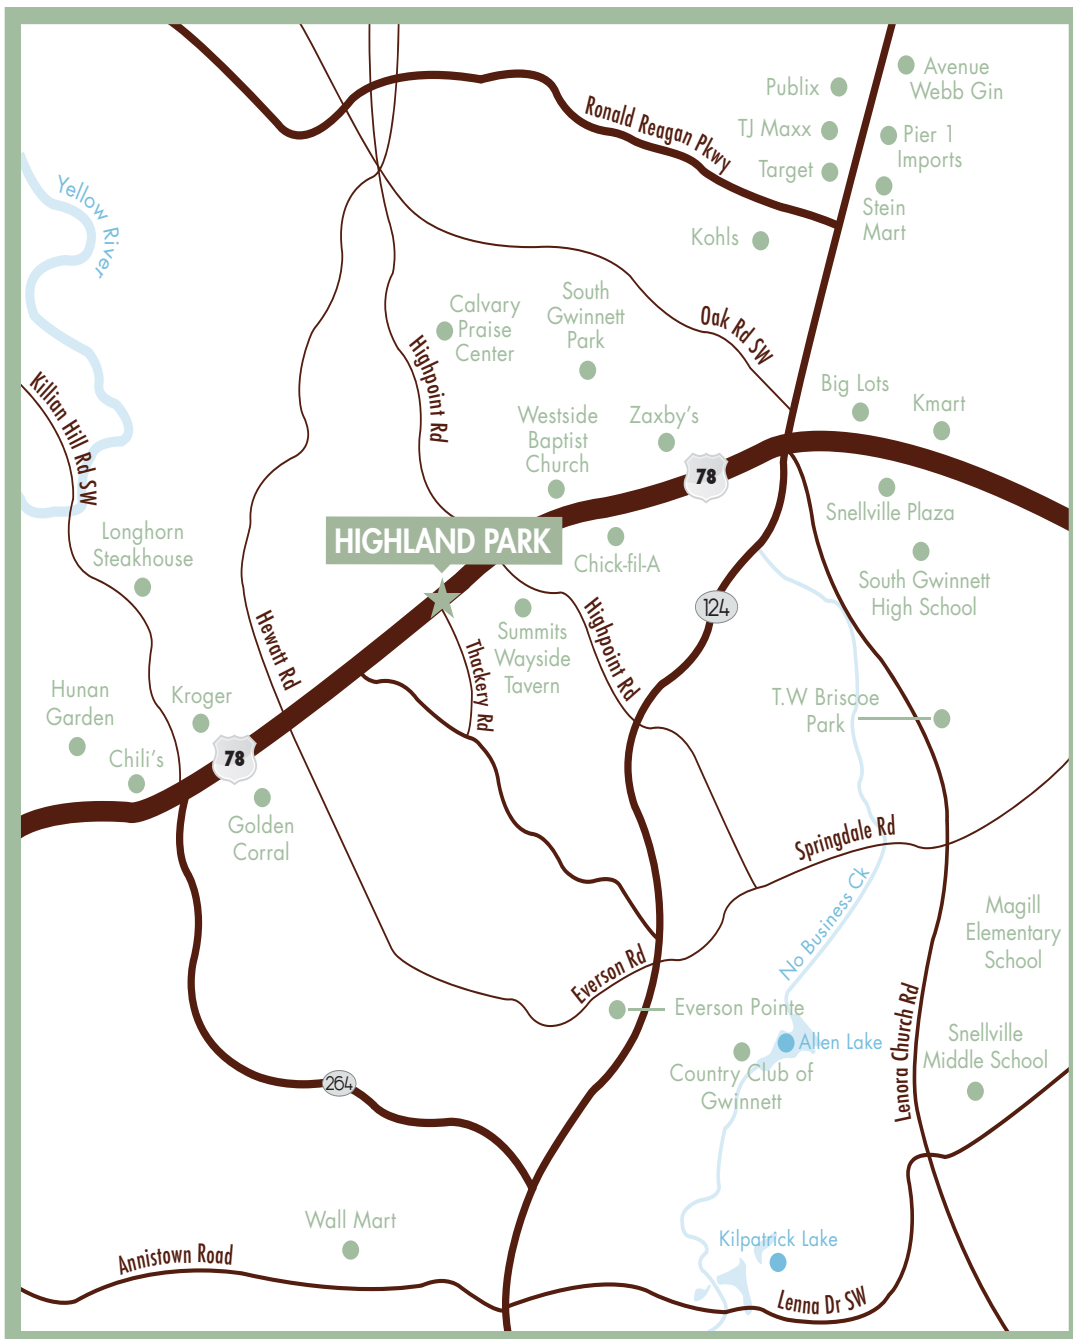 Avenue
Webb Gin
Publix
TJ Maxx
Pier 1
Imports
Target
Stein
Mart
Ronald Reagan Pkwy
Kohls
Yellow River
South
Gwinnett
Park
Calvary
Praise
Center
Oak Rd SW
Highpoint Rd
Killian Hill Rd SW
Big Lots
Kmart
Westside
Baptist
Church
Zaxby's
78
Snellville Plaza
Longhorn
Steakhouse
HIGHLAND PARK
Chick-fil-A
South Gwinnett
High School
124
Hewatt Rd
Thackery Rd
Summits
Wayside
Tavern
Highpoint Rd
Hunan
Garden
Kroger
T.W Briscoe
Park
Chili's
78
Golden
Corral
Springdale Rd
No Business Ck
Magill
Elementary
School
Everson Rd
Everson Pointe
Lenora Church Rd
Allen Lake
Snellville
Middle School
Country Club of
Gwinnett
264
Wall Mart
Kilpatrick Lake
Annistown Road
Lenna Dr SW